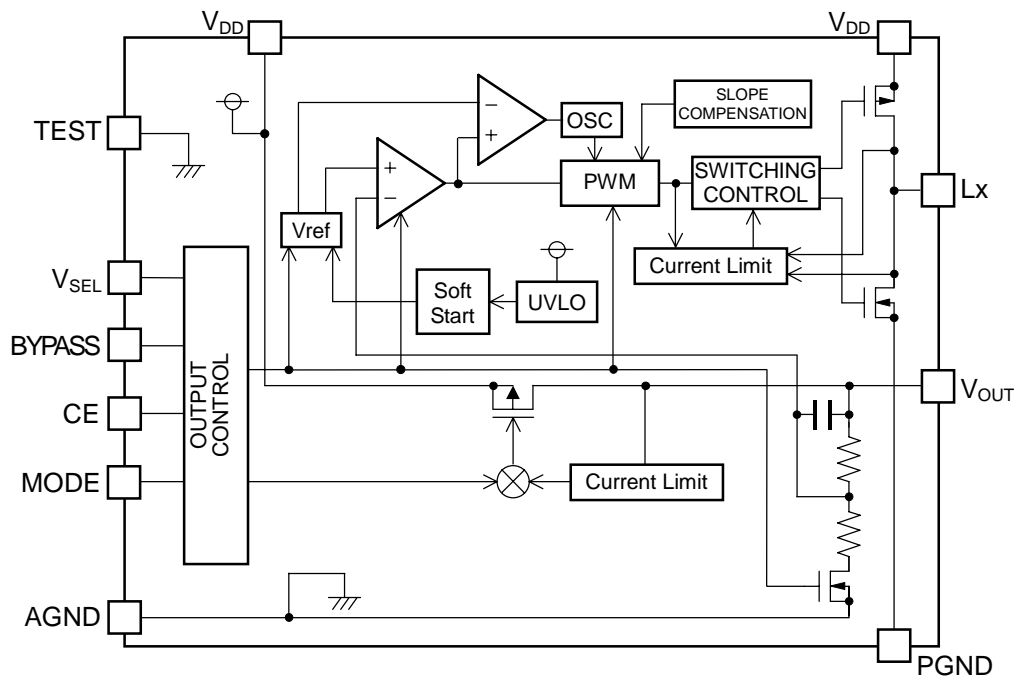 VDD
VDD
TEST
SLOPE
COMPENSATION
OSC
−
+
+
−
PWM
SWITCHING
CONTROL
Lx
Vref
Current Limit
VSEL
Soft
Start
UVLO
BYPASS
OUTPUT
CONTROL
VOUT
CE
MODE
Current Limit
AGND
PGND